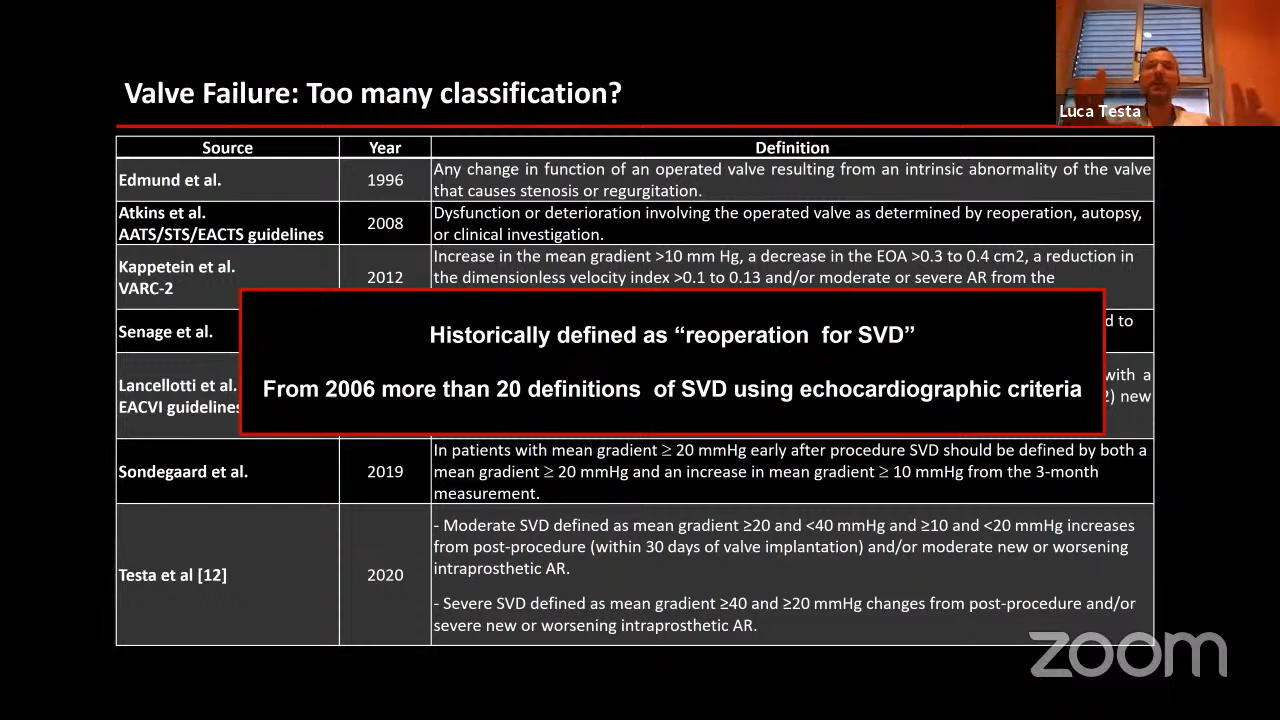 Valve Failure: Too many classification?
Luca Testa
Source Year Definition
Edmund et al. 1996 Any change in function of an operated valve resulting from an intrinsic abnormality of the valve
that causes stenosis or regurgitation.
Atkins et al.
AATS/STS/EACTS guidelines
2008
Dysfunction or deterioration involving the operated valve as determined by reoperation, autopsy,
or clinical investigation.
Kappetein et al.
VARC-2
2012
Increase in the mean gradient >10 mm Hg, a decrease in the EOA >0.3 to 0.4 cm2, a reduction in
the dimensionless velocity index >0.1 to 0.13 and/or moderate or severe AR from the
Senage et al.
d to
Lancellotti et al.
EACVI guidelines
with a
2) new
Historically defined as “reoperation for SVD”
From 2006 more than 20 definitions of SVD using echocardiographic criteria
Sondegaard et al.
2019
In patients with mean gradient ≥ 20 mmHg early after procedure SVD should be defined by both a
mean gradient ≥ 20 mmHg and an increase in mean gradient ≥ 10 mmHg from the 3-month
measurement.
Testa et al [12]
2020
- Moderate SVD defined as mean gradient ≥20 and <40 mmHg and ≥10 and <20 mmHg increases
from post-procedure (within 30 days of valve implantation) and/or moderate new or worsening
intraprosthetic AR.
- Severe SVD defined as mean gradient ≥40 and ≥20 mmHg changes from post-procedure and/or
severe new or worsening intraprosthetic AR.
zoom